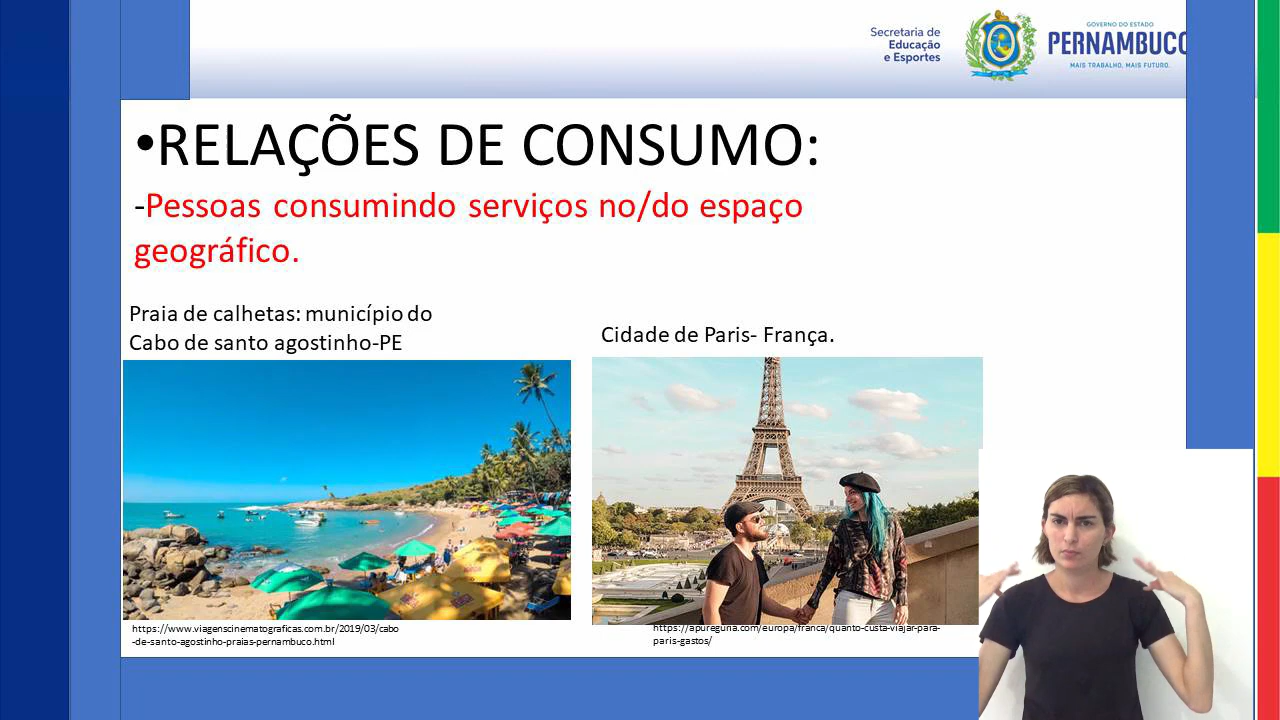 Secretaria de
Educação
e Esportes
GOVERNO DO ESTADO
PERNAMBUCO
MAIS TRABALHO, MAIS FUTURO.
•RELAÇÕES DE CONSUMO:
-Pessoas consumindo serviços no/do espaço
geográfico.
Praia de calhetas: município do
Cabo de santo agostinho-PE
Cidade de Paris- França.
https://www.viagenscinematograficas.com.br/2019/03/cabo
-de-santo-agostinho-praias-pernambuco.html
https://apureguria.com/europa/franca/quanto-custa-viajar-para-
paris-gastos/